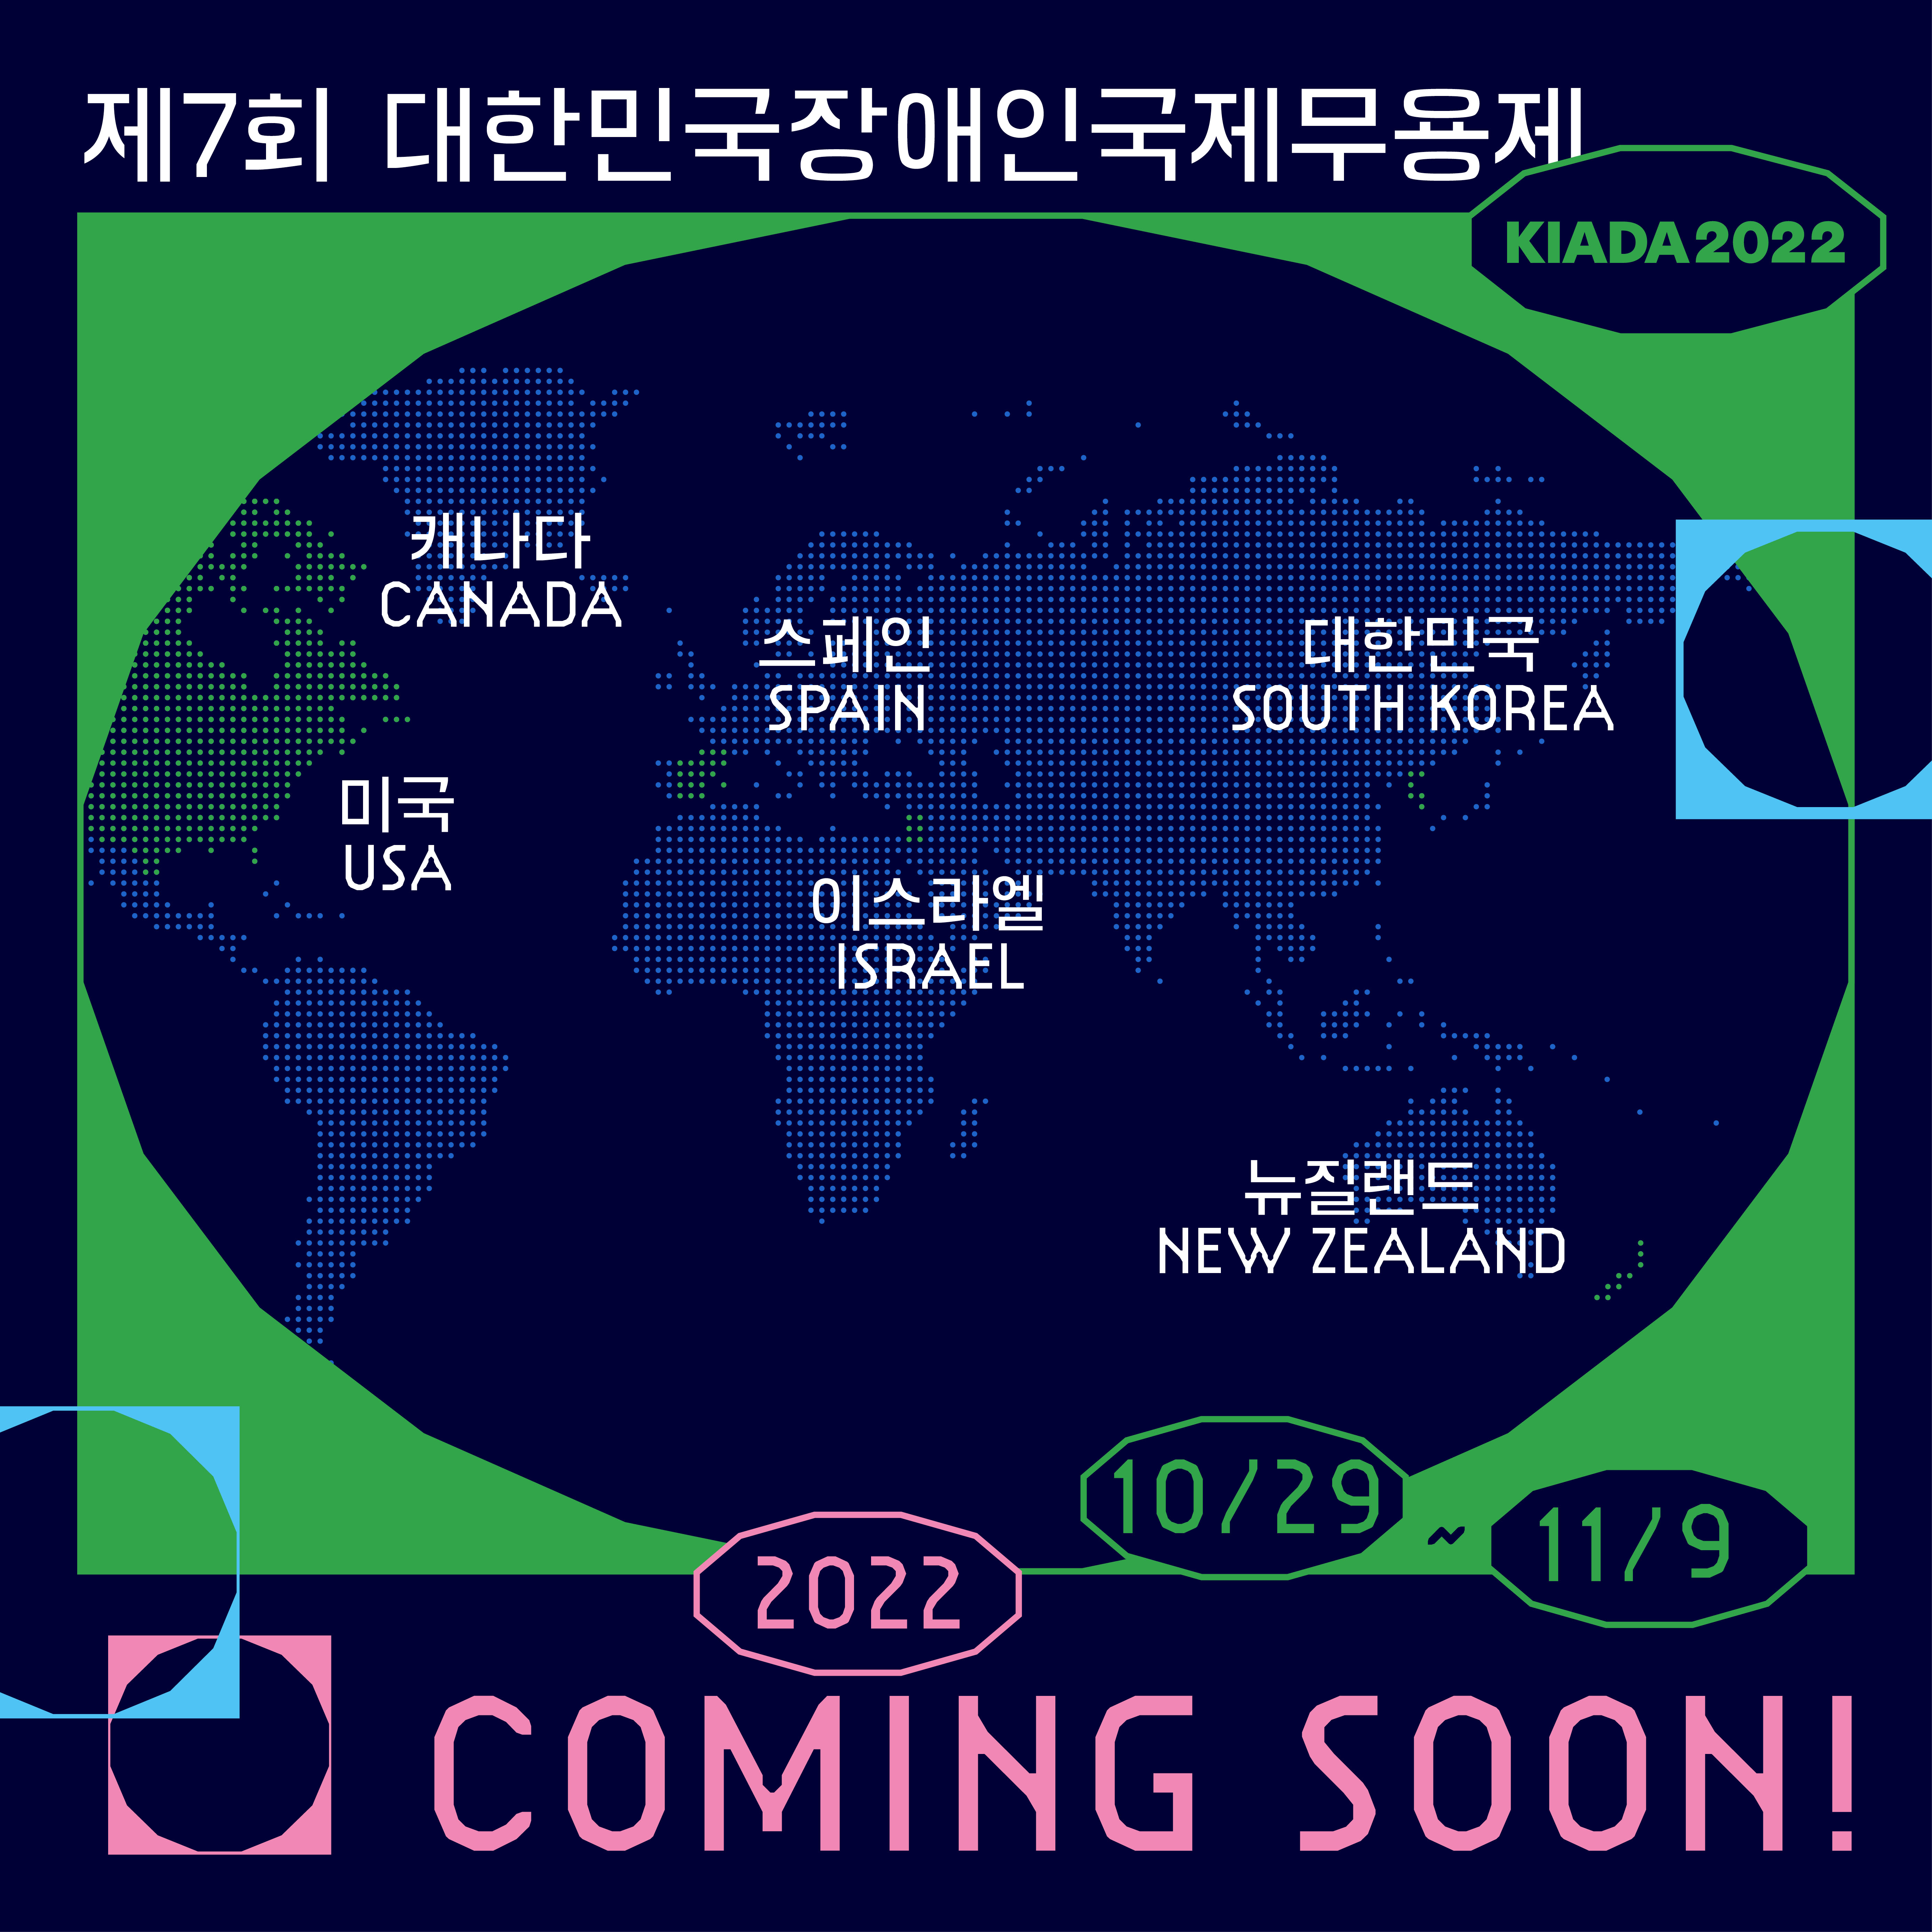 제7회 대한민국장애인국제무용제
KIADA2022
캐나다
CANADA
스페인
SPAIN
대한민국
SOUTH KOREA
미국
USA
이스라엘
ISRAEL
뉴질랜드
NEW ZEALAND
2022
10/29 ~ 11/9
COMING SOON!